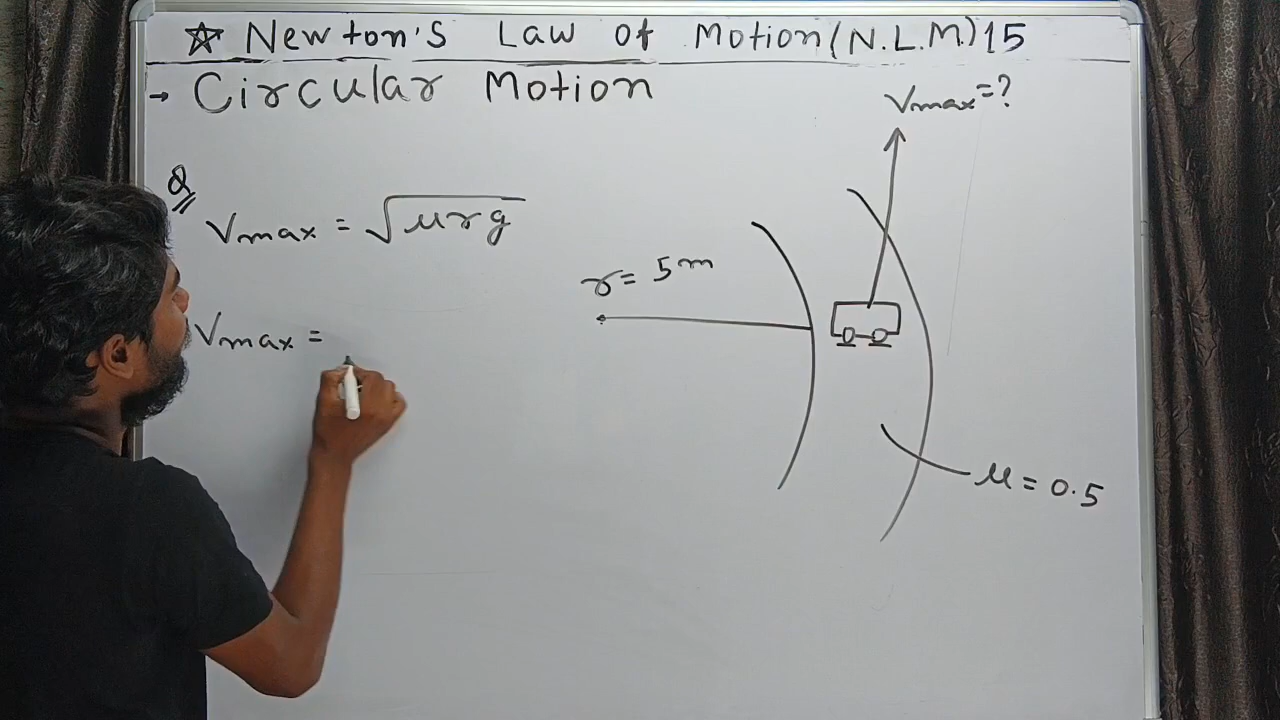 ☆ Newton's Law of Motion(N.L.M.)15
→ Circular Motion
Vmax=?
Q
Vmax = √μrg
r= 5m
Vmax =
μ= 0.5